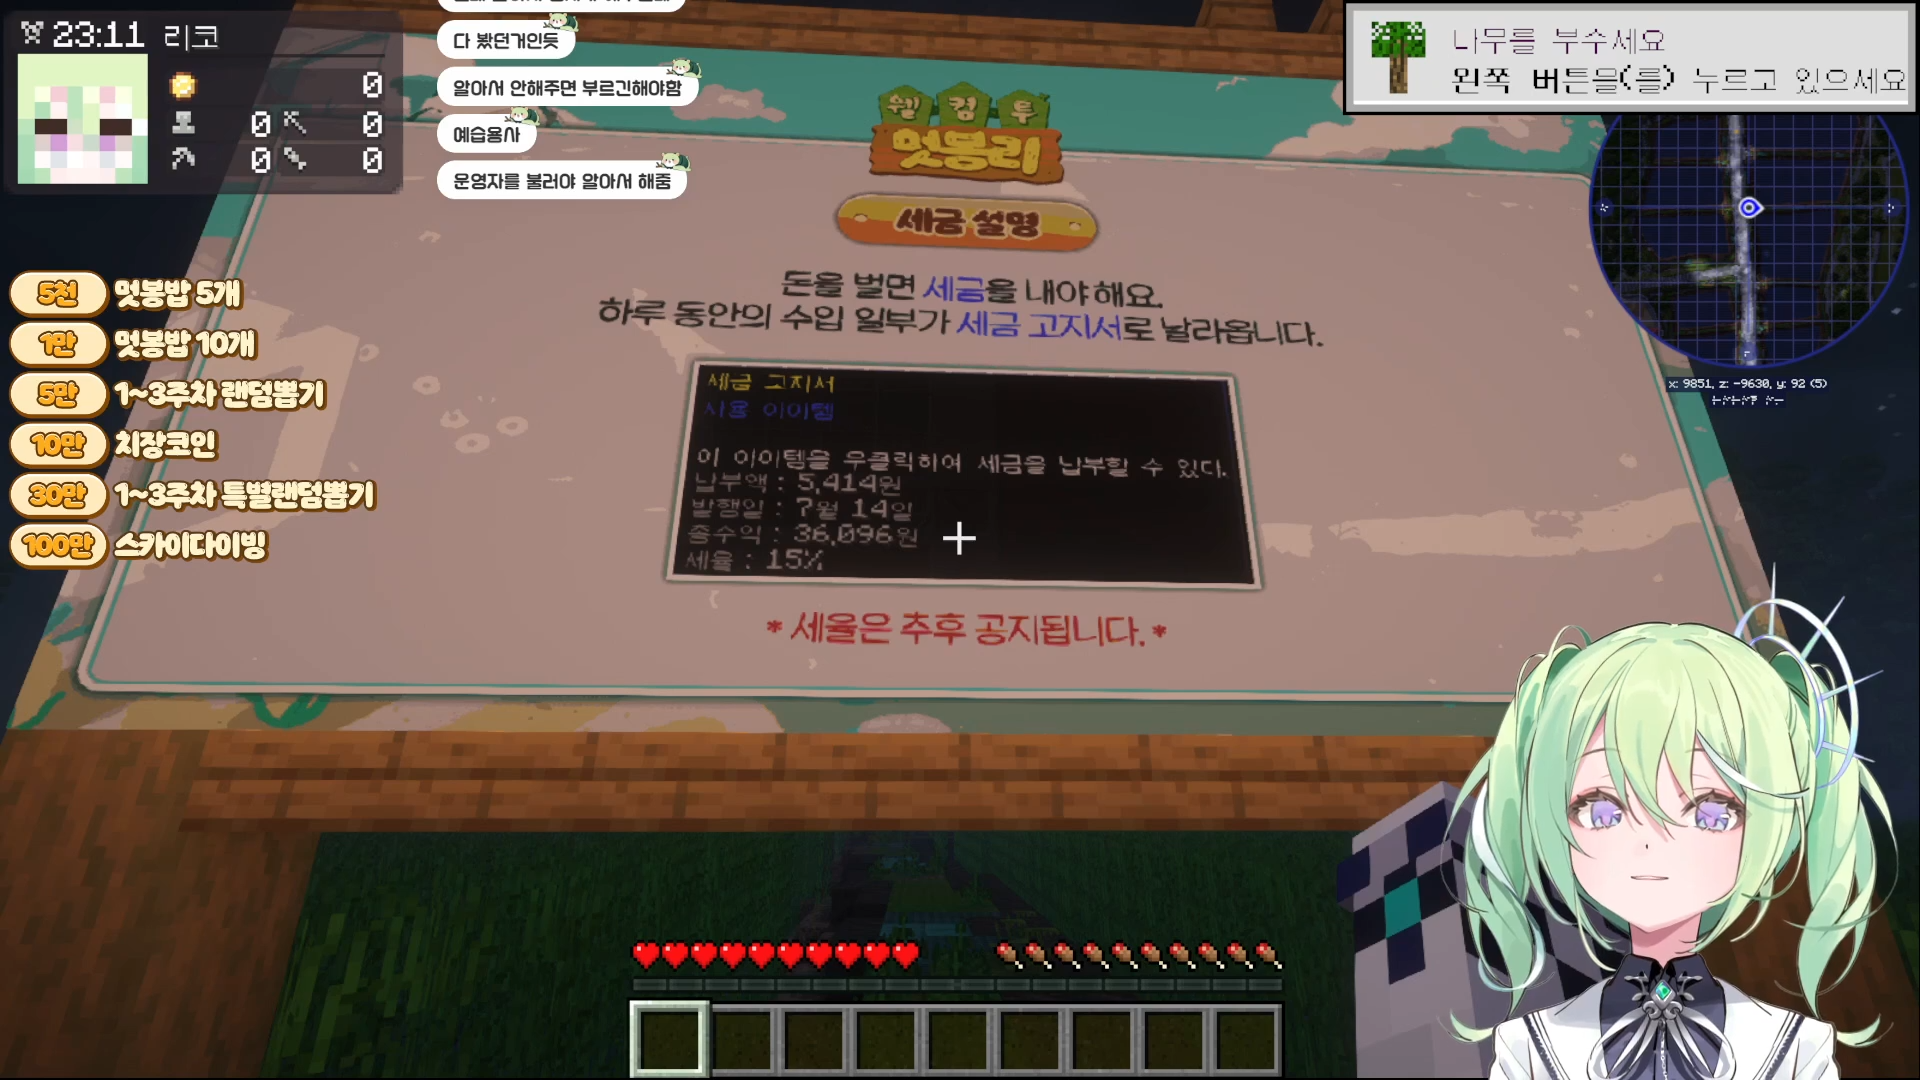 23:11 리코
0
0 0
0 0
다 봤던거인듯
알아서 안해주면 부르긴해야함
예습용사
운영자를 불러야 알아서 해줌
나무를 부수세요
왼쪽 버튼을(를) 누르고 있으세요
x: 9851, z: -9630, y: 92 (5)
5천 멋봉밥 5개
1만 멋봉밥 10개
5만 1~3주차 랜덤뽑기
10만 치장코인
30만 1~3주차 특별랜덤뽑기
100만 스카이다이빙
웰컴투
멋봉리
세금 설명
돈을 벌면 세금을 내야 해요.
하루 동안의 수입 일부가 세금 고지서로 날라옵니다.
세금 고지서
사용 아이템
이 아이템을 우클릭하여 세금을 납부할 수 있다.
납부액 : 5,414원
발행일 : 7월 14일
총수익 : 36,096원
세율 : 15%
* 세율은 추후 공지됩니다. *